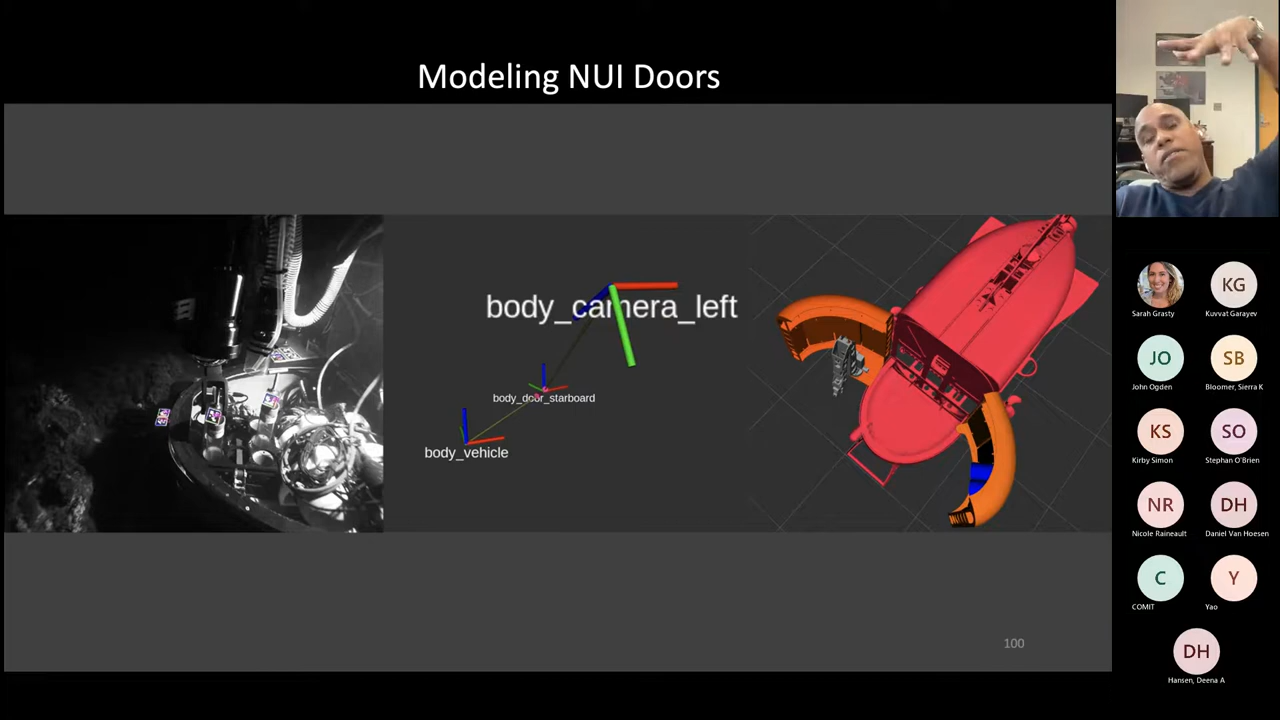 Modeling NUI Doors
body_camera_left
body_door_starboard
body_vehicle
100
Sarah Grasty
KG
Kuvvat Garayev
JO
John Ogden
SB
Bloomer, Sierra K
KS
Kirby Simon
SO
Stephan O'Brien
NR
Nicole Raineault
DH
Daniel Van Hoesen
C
COMIT
Y
Yao
DH
Hansen, Deena A